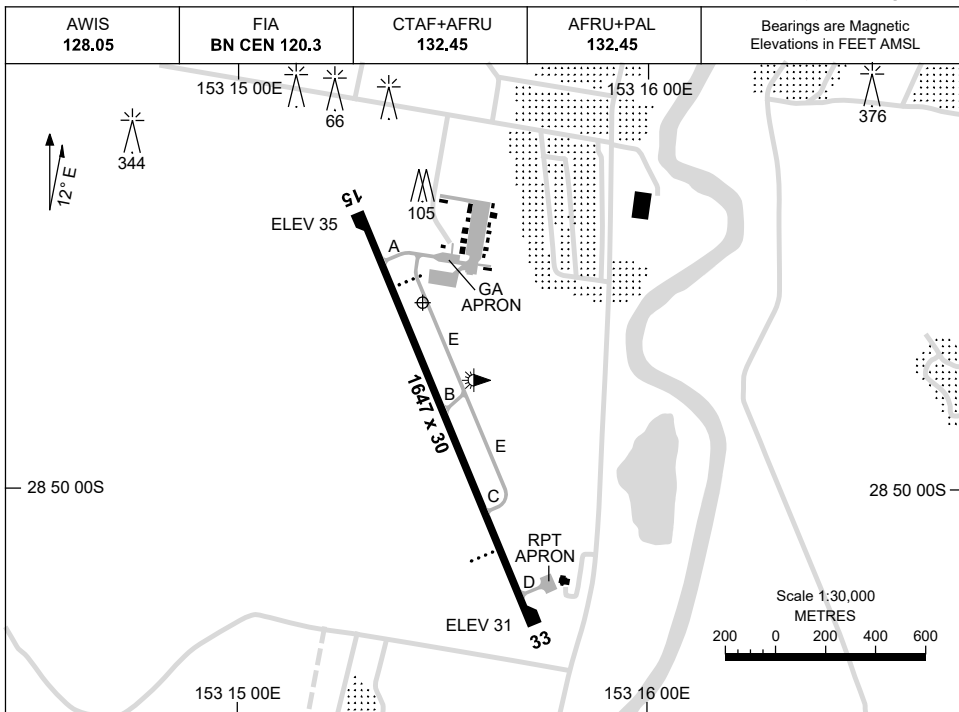 AWIS
128.05
FIA
BN CEN 120.3
CTAF+AFRU
132.45
AFRU+PAL
132.45
Bearings are Magnetic
Elevations in FEET AMSL
153 15 00E
153 16 00E
66
376
344
12° E
15
105
ELEV 35
A
GA
APRON
E
1647 x 30
B
E
28 50 00S
28 50 00S
C
RPT
APRON
D
ELEV 31
33
Scale 1:30,000
METRES
200 0 200 400 600
153 15 00E
153 16 00E